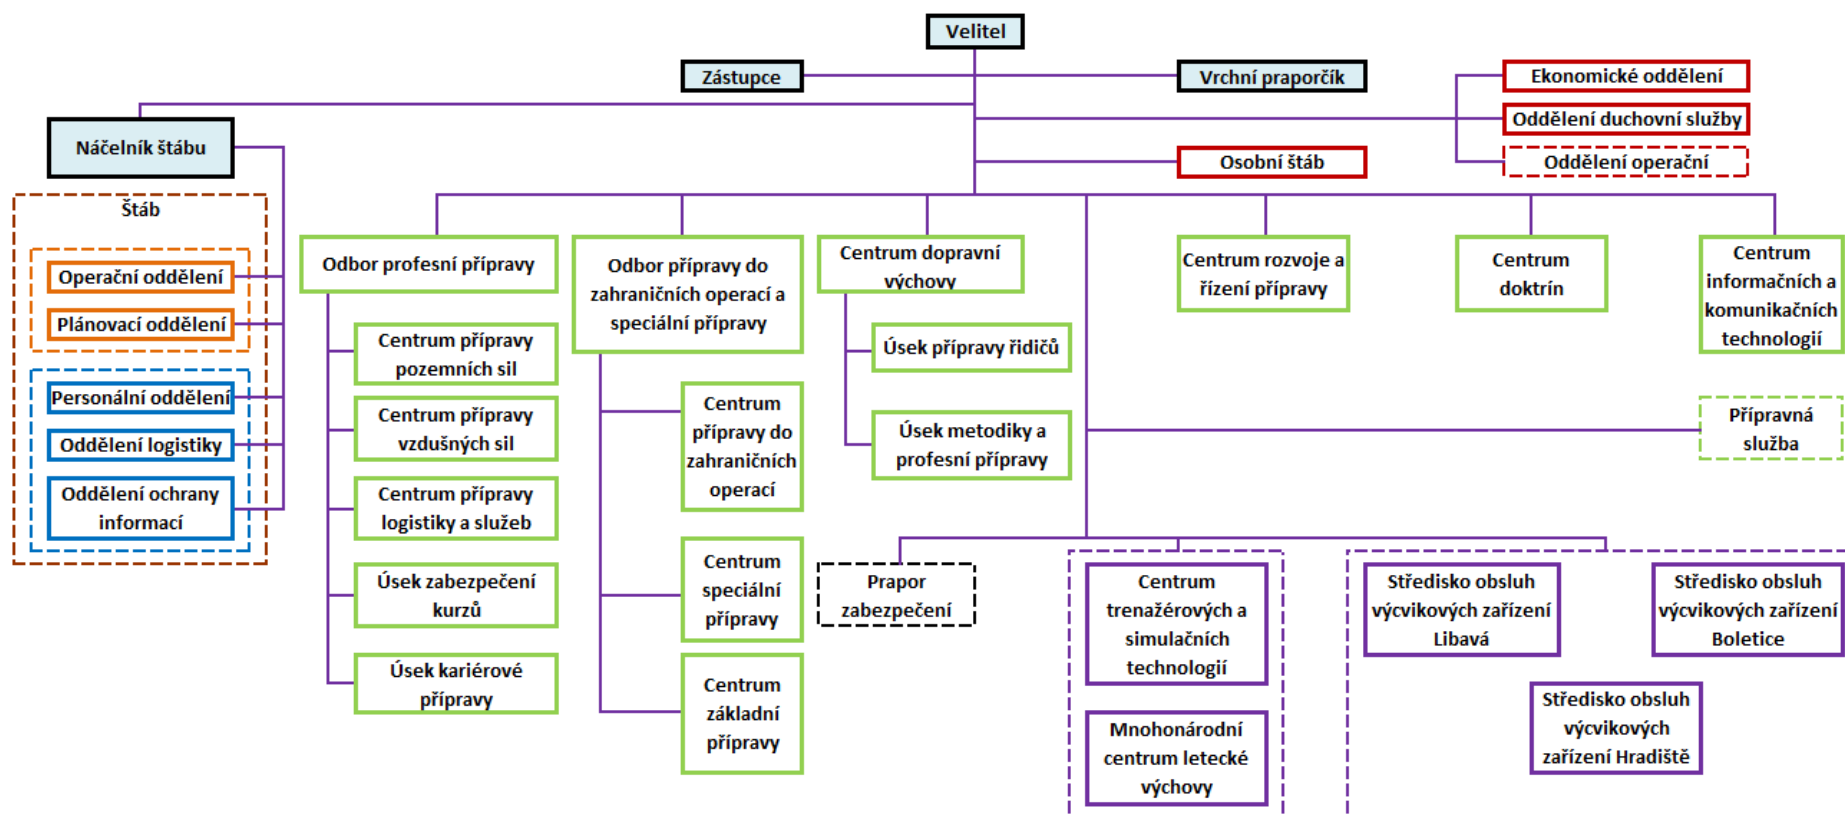 Velitel
Zástupce
Vrchní praporčík
Ekonomické oddělení
Oddělení duchovní služby
Oddělení operační
Osobní štáb
Náčelník štábu
Štáb
Operační oddělení
Plánovací oddělení
Personální oddělení
Oddělení logistiky
Oddělení ochrany
informací
Odbor profesní přípravy
Centrum přípravy
pozemních sil
Centrum přípravy
vzdušných sil
Centrum přípravy
logistiky a služeb
Úsek zabezpečení
kurzů
Úsek kariérové
přípravy
Odbor přípravy do
zahraničních operací a
speciální přípravy
Centrum
přípravy do
zahraničních
operací
Centrum
speciální
přípravy
Centrum
základní
přípravy
Centrum dopravní
výchovy
Úsek přípravy řidičů
Úsek metodiky a
profesní přípravy
Centrum rozvoje a
řízení přípravy
Centrum
doktrín
Centrum
informačních a
komunikačních
technologií
Přípravná
služba
Prapor
zabezpečení
Centrum
trenažérových a
simulačních
technologií
Mnohonárodní
centrum letecké
výchovy
Středisko obsluh
výcvikových zařízení
Libavá
Středisko obsluh
výcvikových zařízení
Boletice
Středisko obsluh
výcvikových
zařízení Hradiště